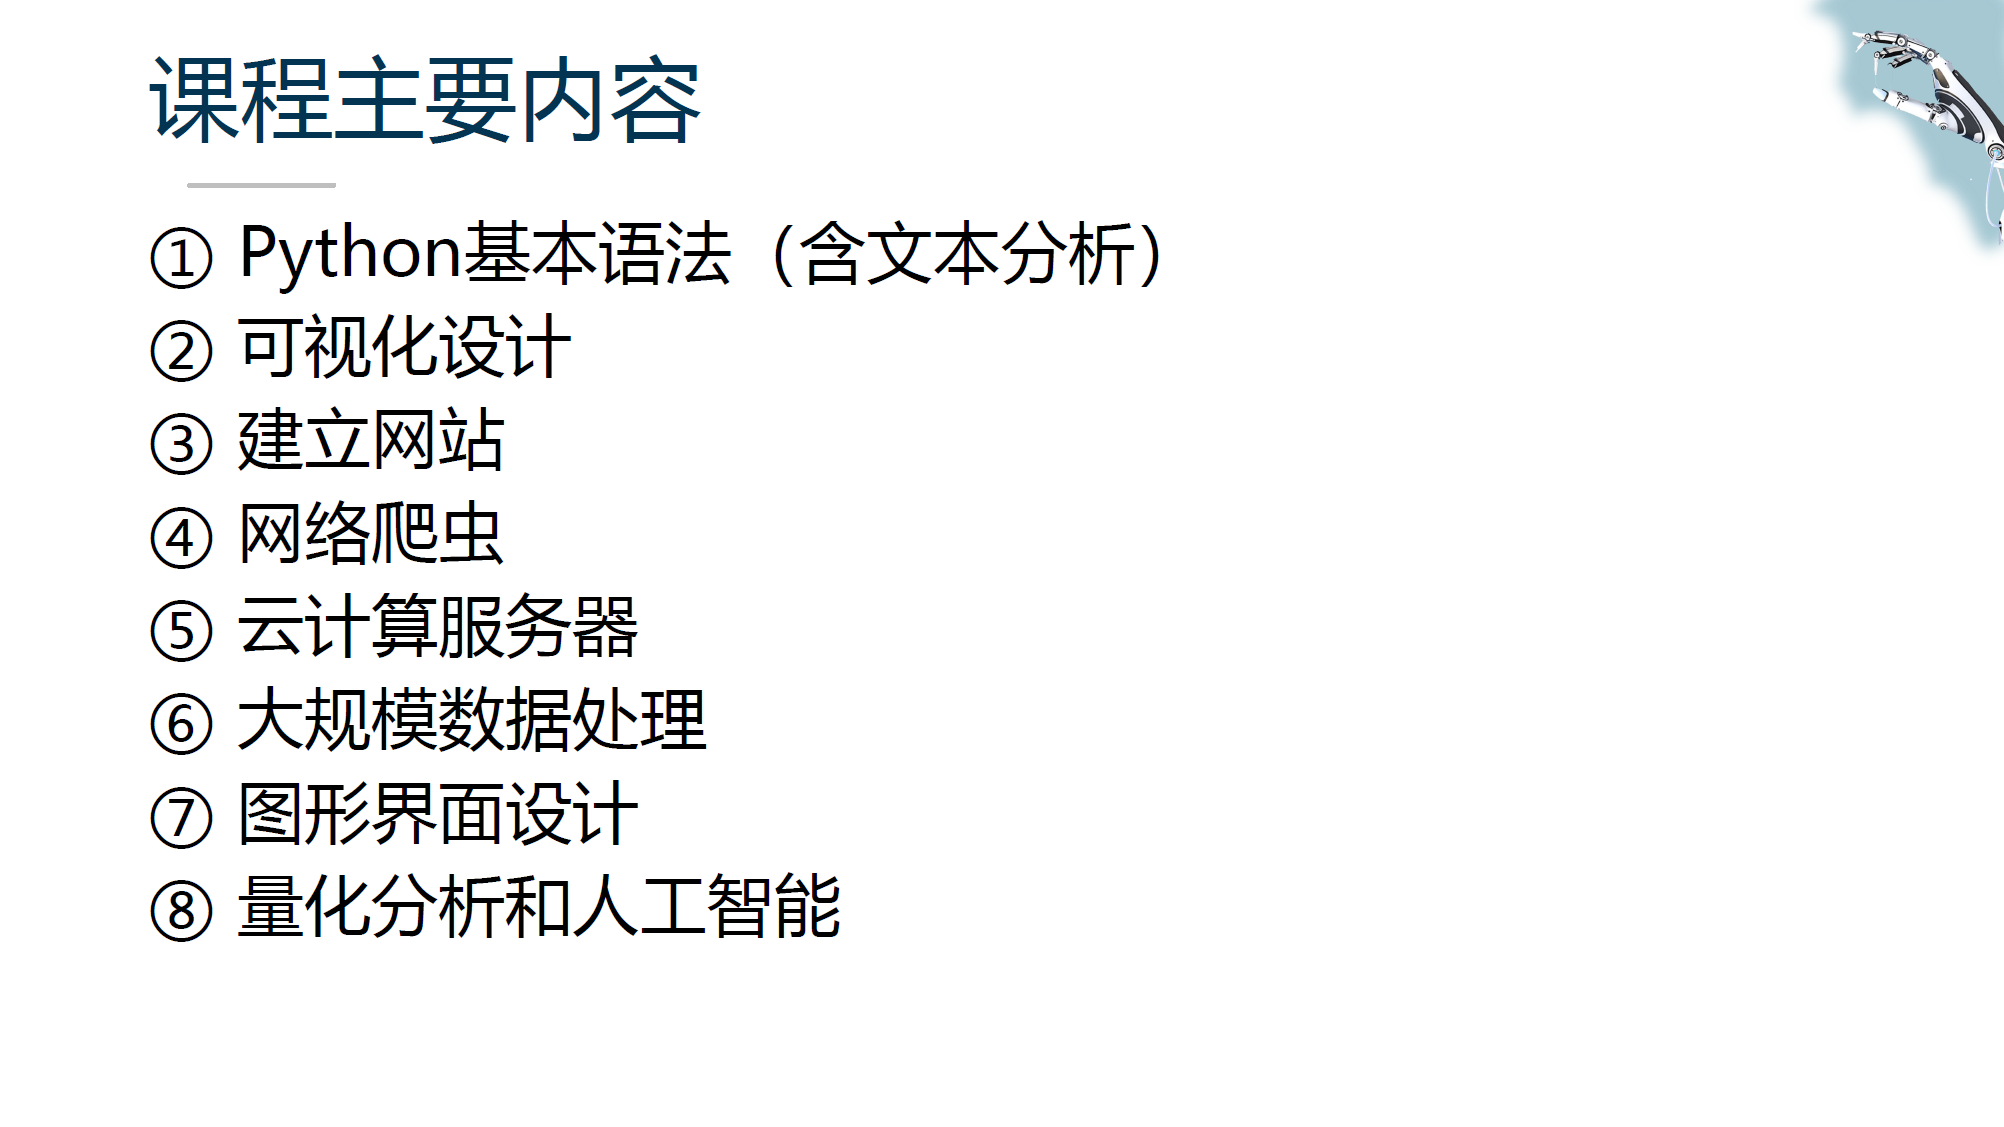 课程主要内容
① Python基本语法（含文本分析）
② 可视化设计
③ 建立网站
④ 网络爬虫
⑤ 云计算服务器
⑥ 大规模数据处理
⑦ 图形界面设计
⑧ 量化分析和人工智能